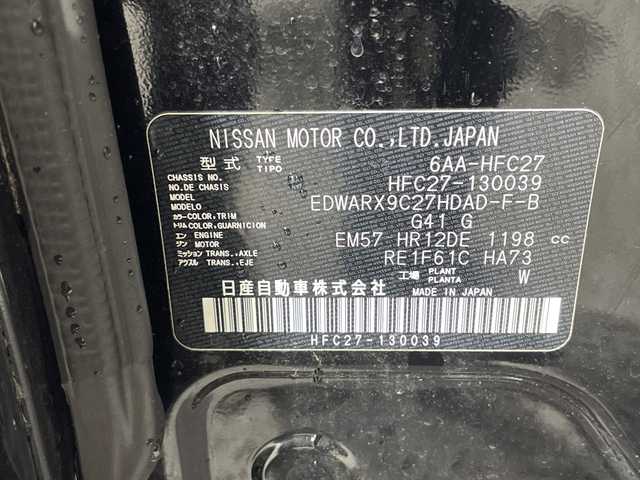 NISSAN MOTOR CO.,LTD.JAPAN
型式 TYPE TIPO 6AA-HFC27
CHASSIS NO.
NO.DE CHASIS HFC27-130039
MODEL
MODELO EDWARX9C27HDAD-F-B
カラー COLOR,TRIM
トリム COLOR,GUARNICION G41 G
エンジン ENGINE MOTOR EM57 HR12DE 1198 cc
ミッション TRANS.,AXLE
アクスル TRANS.,EJE RE1F61C HA73
工場 PLANT PLANTA W
日産自動車株式会社 MADE IN JAPAN
HFC27-130039